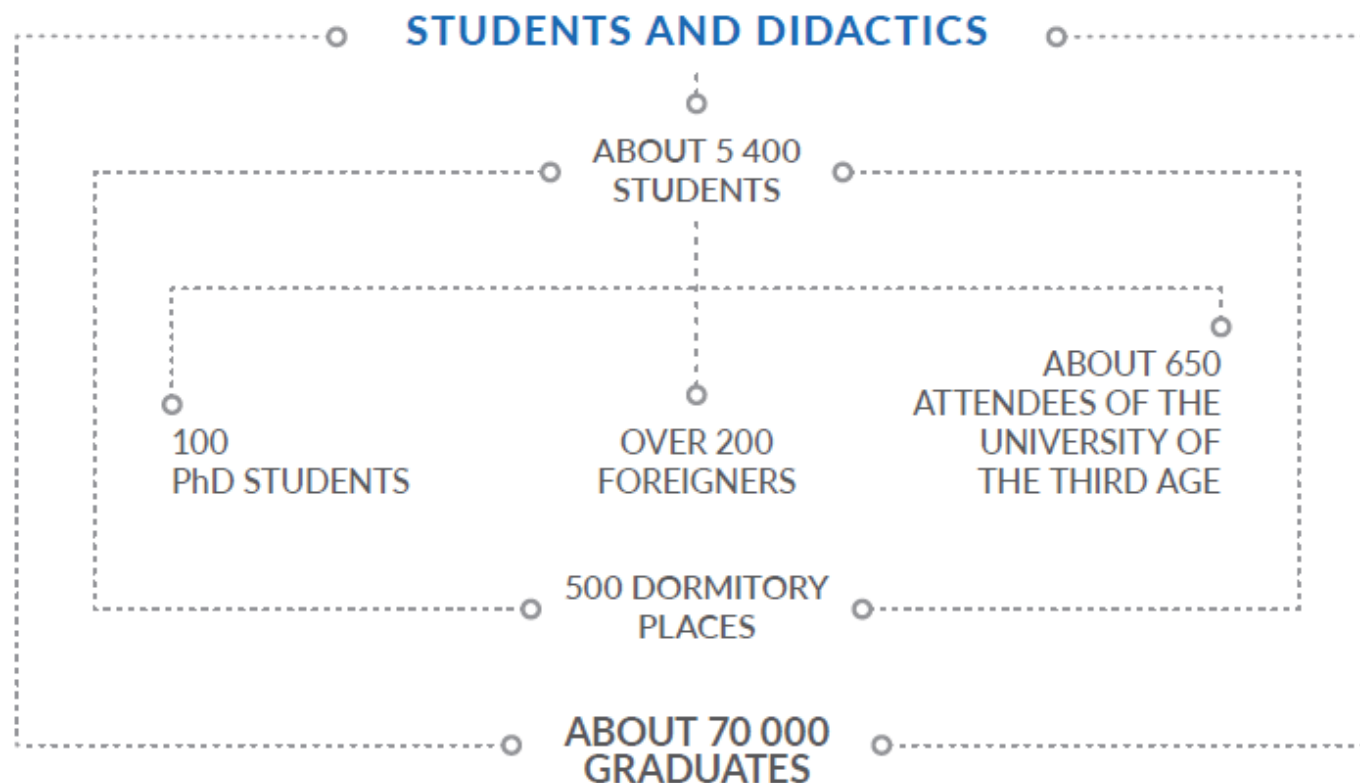 STUDENTS AND DIDACTICS
ABOUT 5 400
STUDENTS
100
PhD STUDENTS
OVER 200
FOREIGNERS
ABOUT 650
ATTENDEES OF THE
UNIVERSITY OF
THE THIRD AGE
500 DORMITORY
PLACES
ABOUT 70 000
GRADUATES